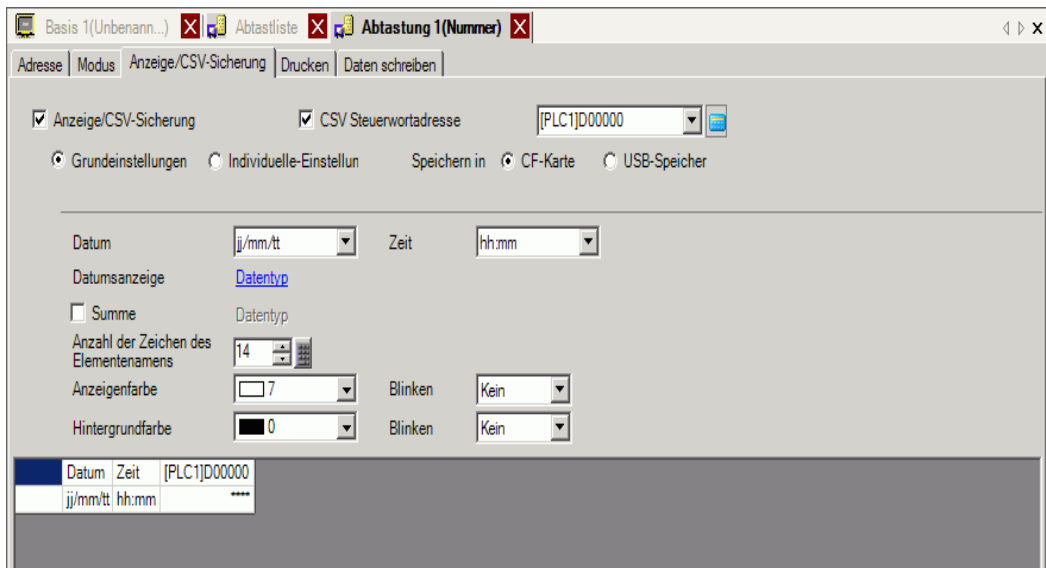 Basis 1(Unbenann...) Abtastliste Abtastung 1(Nummer)
Adresse Modus Anzeige/CSV-Sicherung Drucken Daten schreiben
Anzeige/CSV-Sicherung CSV Steuerwortadresse [PLC1]D00000
Grundeinstellungen Individuelle-Einstellun Speichern in CF-Karte USB-Speicher
Datum jj/mm/tt Zeit hh:mm
Datumsanzeige Datentyp
Summe Datentyp
Anzahl der Zeichen des
Elementenamens 14
Anzeigenfarbe 7 Blinken Kein
Hintergrundfarbe 0 Blinken Kein
Datum Zeit [PLC1]D00000
jj/mm/tt hh:mm ****